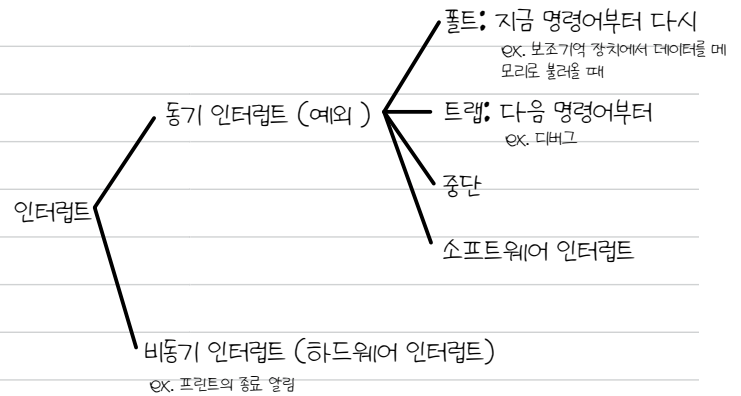 폴트: 지금 명령어부터 다시
ex. 보조기억 장치에서 데이터를 메
모리로 불러올 때
동기 인터럽트 (예외)
트랩: 다음 명령어부터
ex. 디버그
중단
인터럽트
소프트웨어 인터럽트
비동기 인터럽트 (하드웨어 인터럽트)
ex. 프린트의 종료 알림